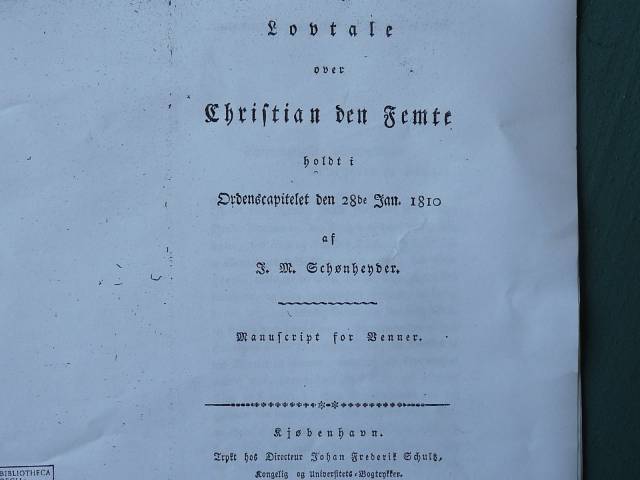 Lovtale
over
Christian den Femte
holdt i
Ordenscapitelet den 28de Jan. 1810
af
J. M. Schønheyder.
Manuscript for Venner.
Kjøbenhavn.
Trykt hos Directeur Johan Frederik Schultz,
Kongelig og Universitets-Bogtrykker.
BIBLIOTHECA
REGIA